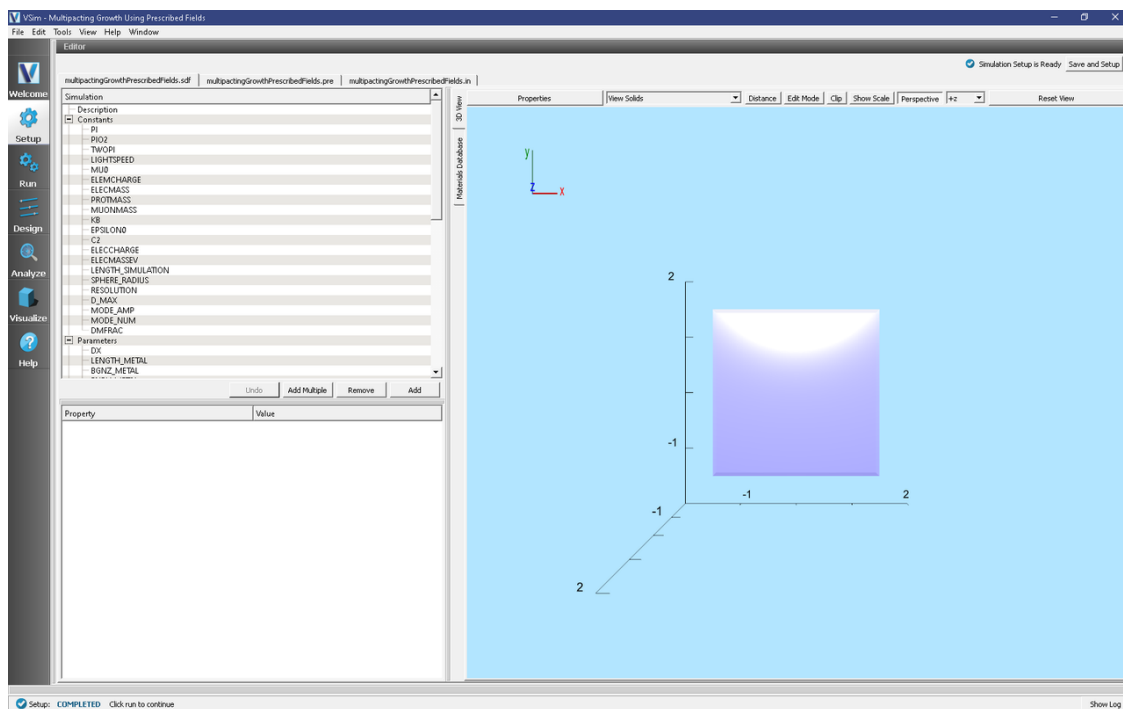 VSim - Multipacting Growth Using Prescribed Fields
File Edit Tools View Help Window
Editor
Simulation Setup is Ready Save and Setup
multipactingGrowthPrescribedFields.sdf multipactingGrowthPrescribedFields.pre multipactingGrowthPrescribedFields.in
Welcome
Setup
Run
Design
Analyze
Visualize
Help
Simulation
Description
Constants
PI
PIO2
TWOPI
LIGHTSPEED
MU0
ELEMCHARGE
ELECMASS
PROTMASS
MUONMASS
KB
EPSILON0
C2
ELECCHARGE
ELECMASSEV
LENGTH_SIMULATION
SPHERE_RADIUS
RESOLUTION
D_MAX
MODE_AMP
MODE_NUM
DMFRAC
Parameters
DX
LENGTH_METAL
BGNZ_METAL
Undo Add Multiple Remove Add
Property Value
3D View
Materials Database
Properties View Solids Distance Edit Mode Clip Show Scale Perspective +z Reset View
y
z x
2
-1
-1 2
-1
2
Setup: COMPLETED Click run to continue Show Log